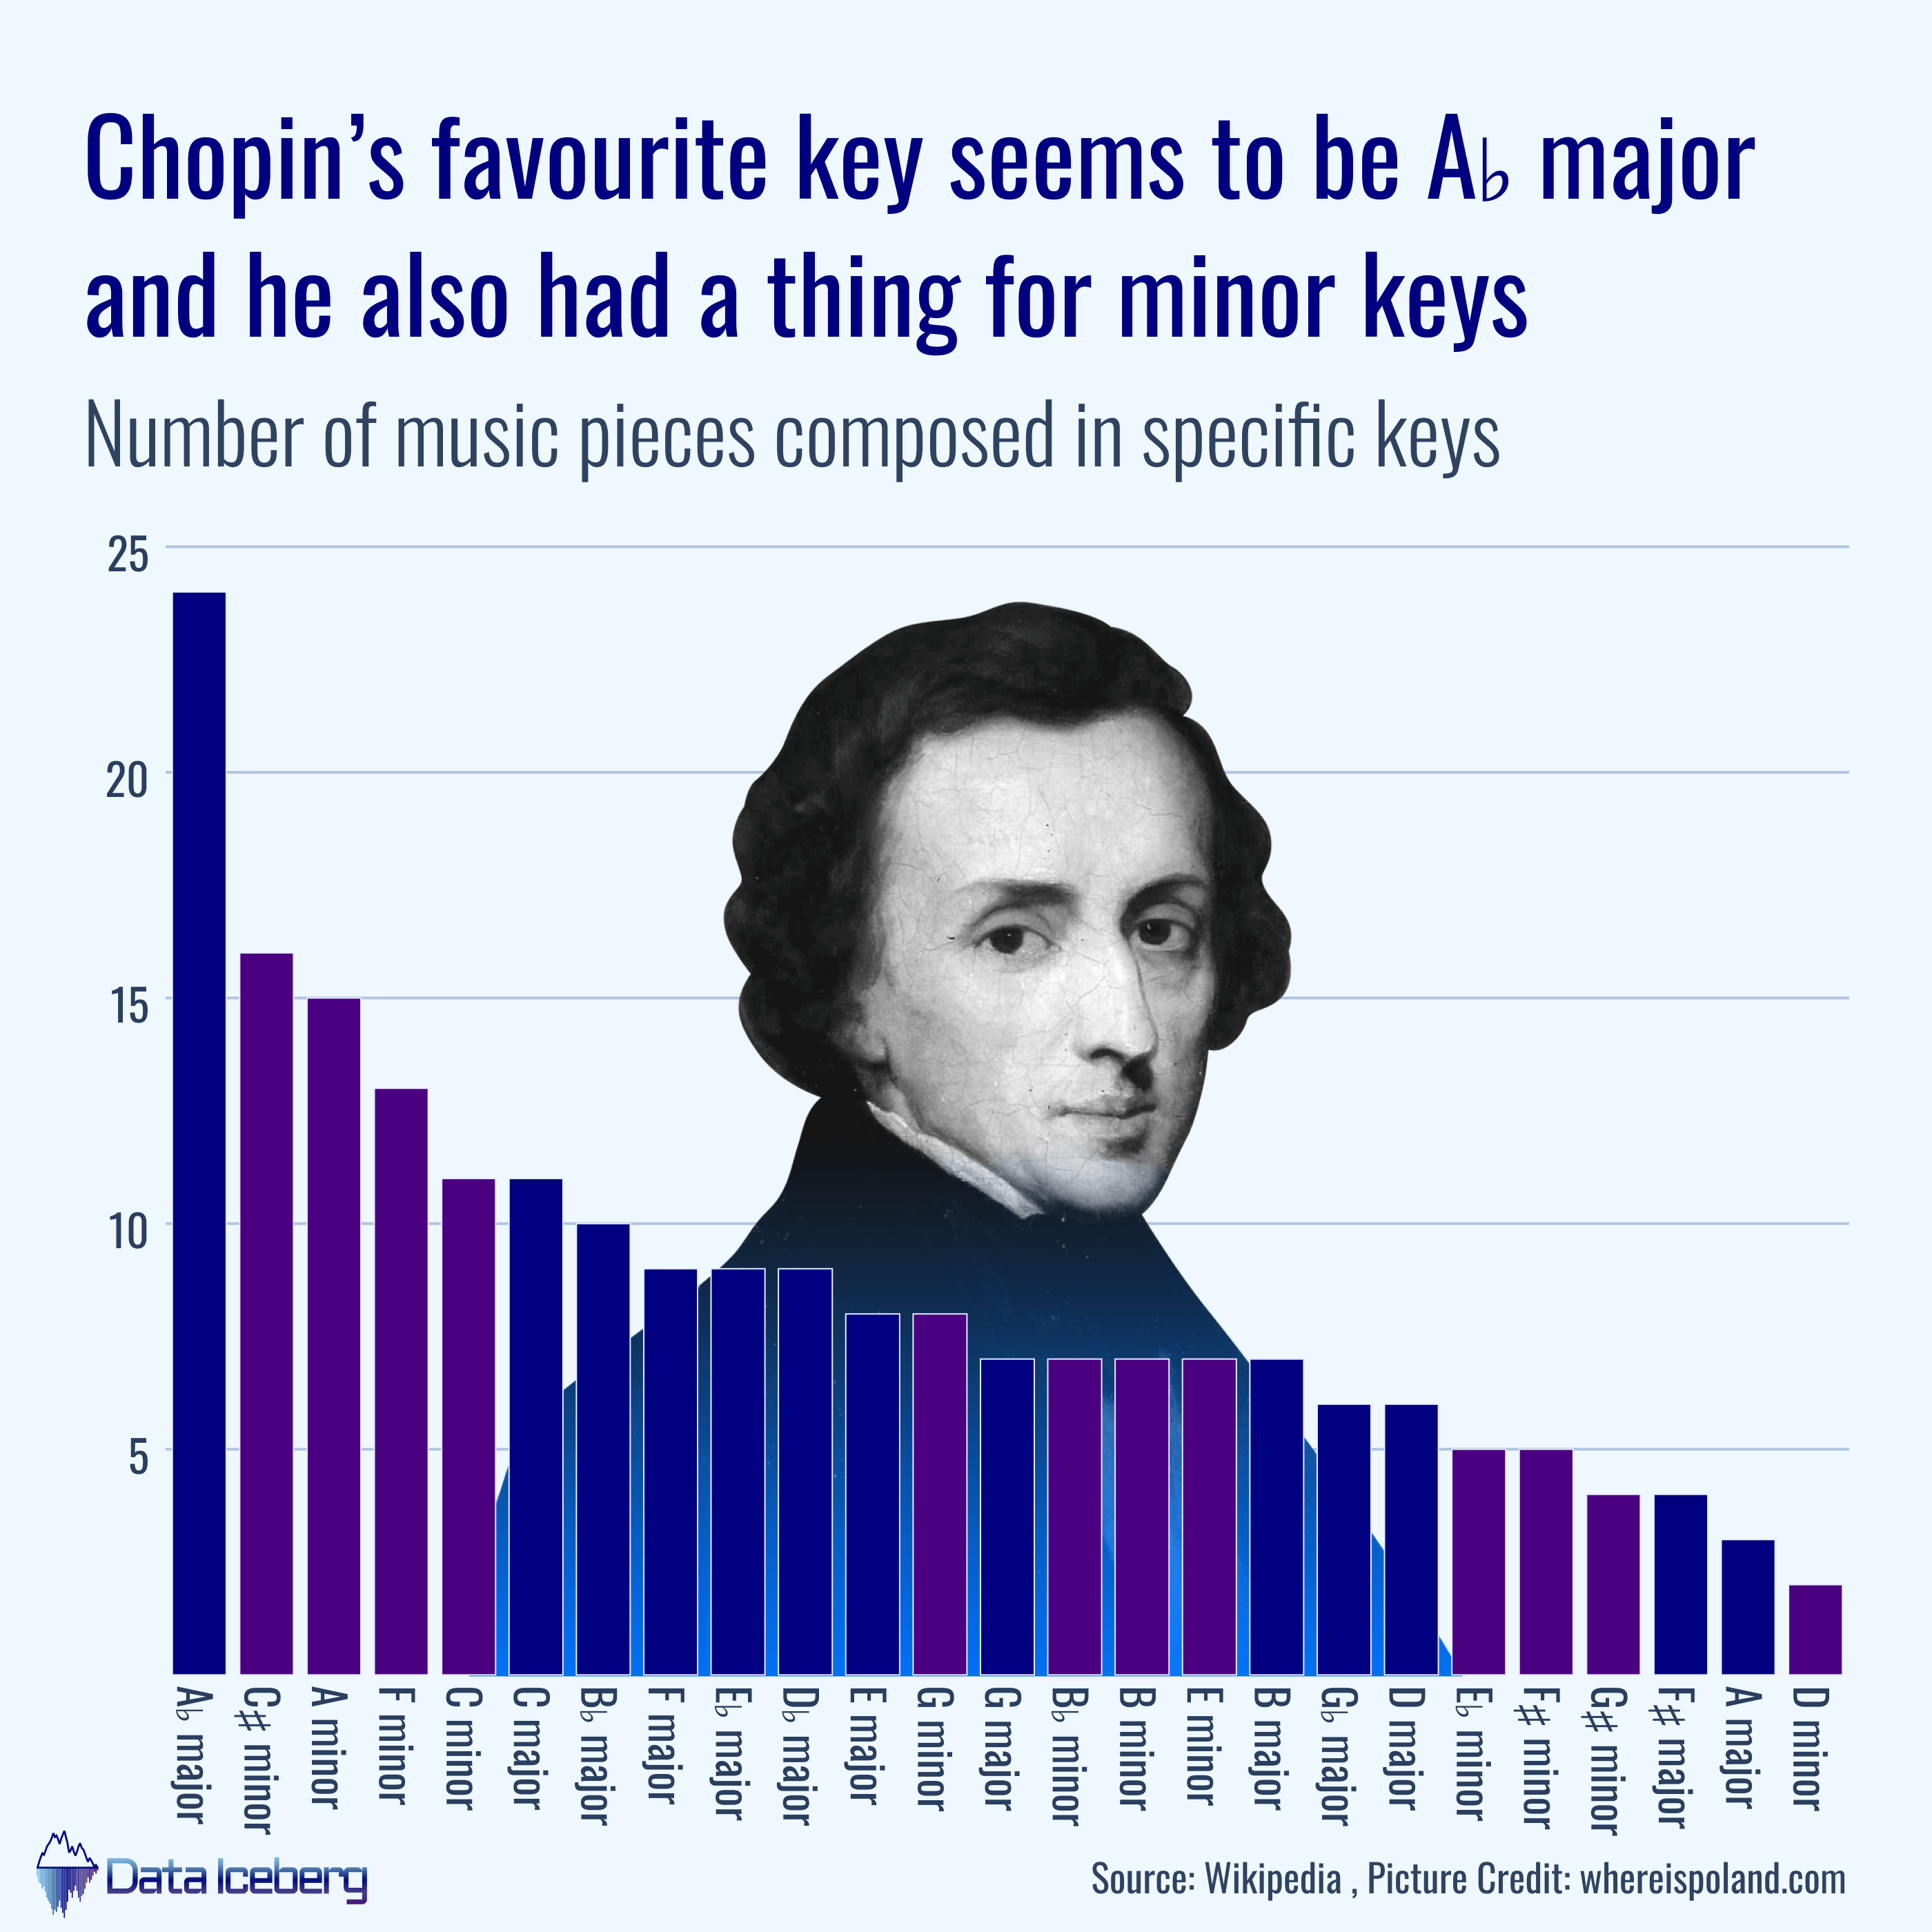 Chopin’s favourite key seems to be A♭ major
and he also had a thing for minor keys
Number of music pieces composed in specific keys
25
20
15
10
5
A♭ major
C# minor
A minor
F minor
C minor
C major
B♭ major
F major
E♭ major
D♭ major
E major
G minor
G major
B♭ minor
B minor
E minor
B major
G♭ major
D major
E♭ minor
F# minor
G# minor
F# major
A major
D minor
Data Iceberg
Source: Wikipedia , Picture Credit: whereispoland.com